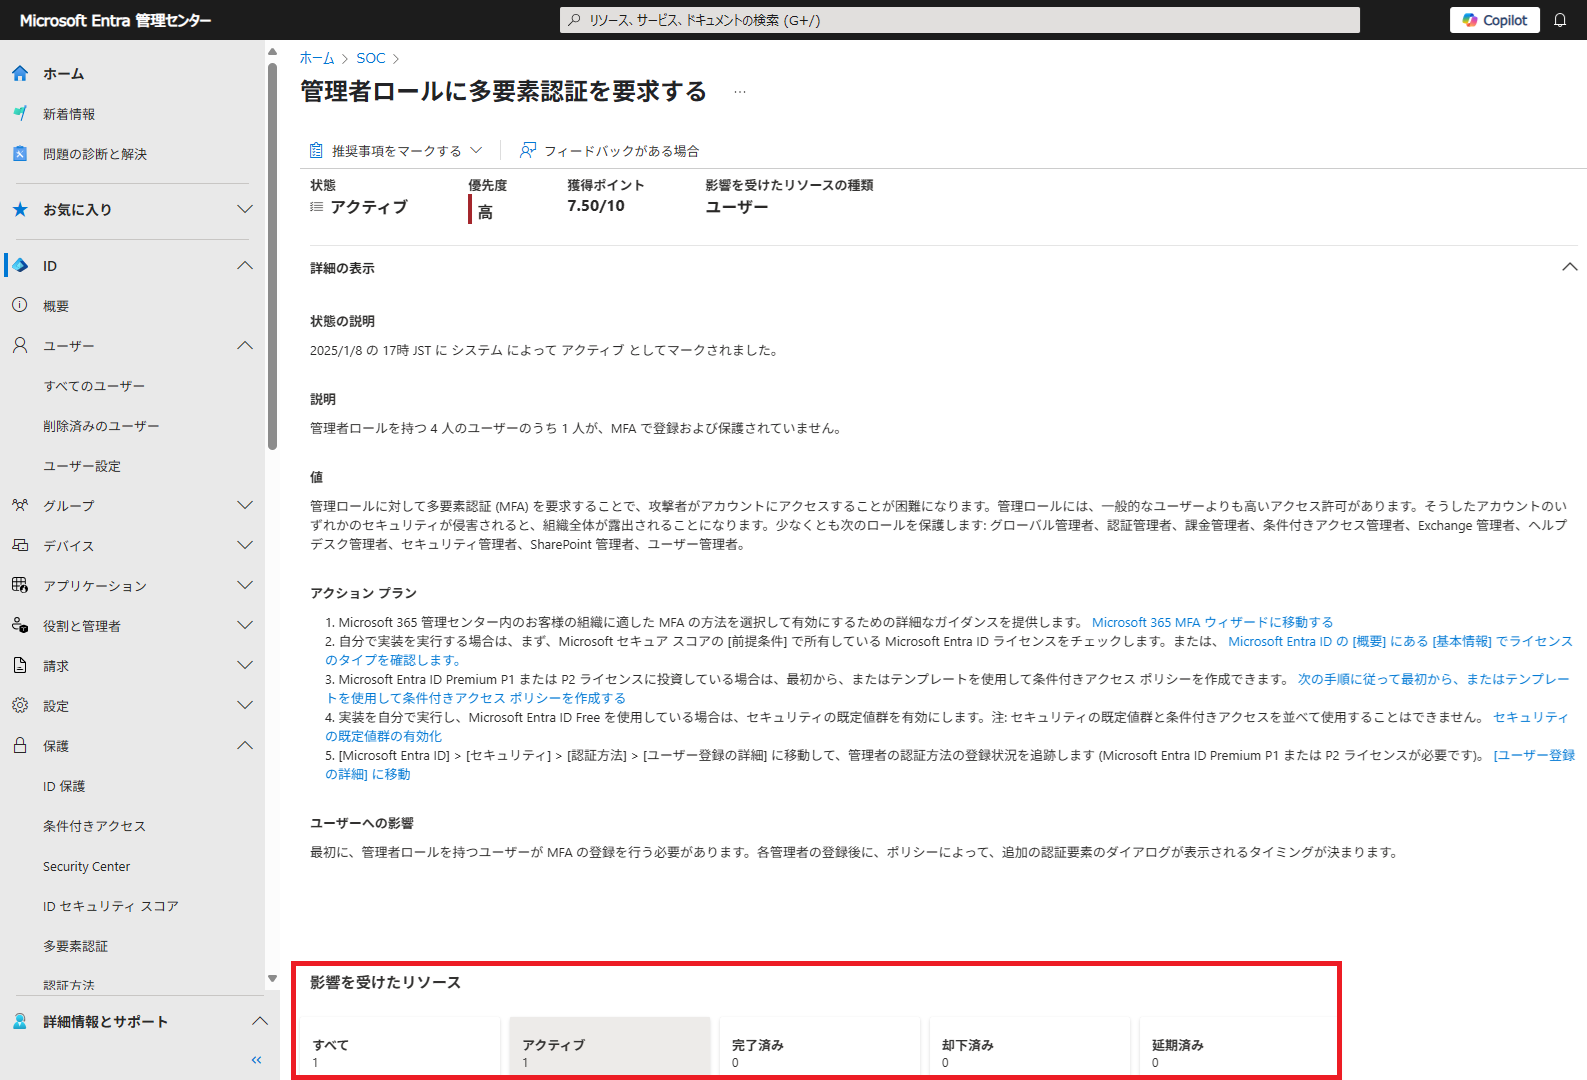 Microsoft Entra 管理センター
リソース、サービス、ドキュメントの検索 (G+/)
Copilot
ホーム
新着情報
問題の診断と解決
お気に入り
ID
概要
ユーザー
すべてのユーザー
削除済みのユーザー
ユーザー設定
グループ
デバイス
アプリケーション
役割と管理者
請求
設定
保護
ID 保護
条件付きアクセス
Security Center
ID セキュリティ スコア
多要素認証
認証方法
詳細情報とサポート
ホーム > SOC >
管理者ロールに多要素認証を要求する ...
推奨事項をマークする
フィードバックがある場合
状態
アクティブ
優先度
高
獲得ポイント
7.50/10
影響を受けたリソースの種類
ユーザー
詳細の表示
状態の説明
2025/1/8 の 17時 JST に システム によって アクティブ としてマークされました。
説明
管理者ロールを持つ 4 人のユーザーのうち 1 人が、MFA で登録および保護されていません。
値
管理ロールに対して多要素認証 (MFA) を要求することで、攻撃者がアカウントにアクセスすることが困難になります。管理ロールには、一般的なユーザーよりも高いアクセス許可があります。そうしたアカウントのい
ずれかのセキュリティが侵害されると、組織全体が露出されることになります。少なくとも次のロールを保護します: グローバル管理者、認証管理者、課金管理者、条件付きアクセス管理者、Exchange 管理者、ヘルプ
デスク管理者、セキュリティ管理者、SharePoint 管理者、ユーザー管理者。
アクション プラン
1. Microsoft 365 管理センター内のお客様の組織に適した MFA の方法を選択して有効にするための詳細なガイダンスを提供します。 Microsoft 365 MFA ウィザードに移動する
2. 自分で実装を実行する場合は、まず、Microsoft セキュア スコアの [前提条件] で所有している Microsoft Entra ID ライセンスをチェックします。または、 Microsoft Entra ID の [概要] にある [基本情報] でライセンス
のタイプを確認します。
3. Microsoft Entra ID Premium P1 または P2 ライセンスに投資している場合は、最初から、またはテンプレートを使用して条件付きアクセス ポリシーを作成できます。 次の手順に従って最初から、またはテンプレー
トを使用して条件付きアクセス ポリシーを作成する
4. 実装を自分で実行し、Microsoft Entra ID Free を使用している場合は、セキュリティの既定値群を有効にします。注: セキュリティの既定値群と条件付きアクセスを並べて使用することはできません。 セキュリティ
の既定値群の有効化
5. [Microsoft Entra ID] > [セキュリティ] > [認証方法] > [ユーザー登録の詳細] に移動して、管理者の認証方法の登録状況を追跡します (Microsoft Entra ID Premium P1 または P2 ライセンスが必要です)。 [ユーザー登録
の詳細] に移動
ユーザーへの影響
最初に、管理者ロールを持つユーザーが MFA の登録を行う必要があります。各管理者の登録後に、ポリシーによって、追加の認証要素のダイアログが表示されるタイミングが決まります。
影響を受けたリソース
すべて
1
アクティブ
1
完了済み
0
却下済み
0
延期済み
0